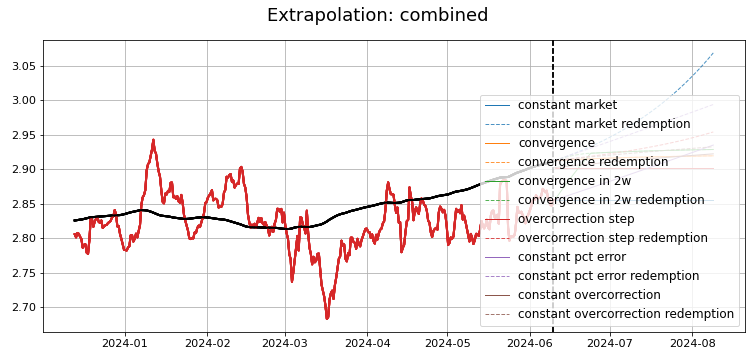 Extrapolation: combined
3.05
3.00
2.95
2.90
2.85
2.80
2.75
2.70
constant market
constant market redemption
convergence
convergence redemption
convergence in 2w
convergence in 2w redemption
overcorrection step
overcorrection step redemption
constant pct error
constant pct error redemption
constant overcorrection
constant overcorrection redemption
2024-01 2024-02 2024-03 2024-04 2024-05 2024-06 2024-07 2024-08